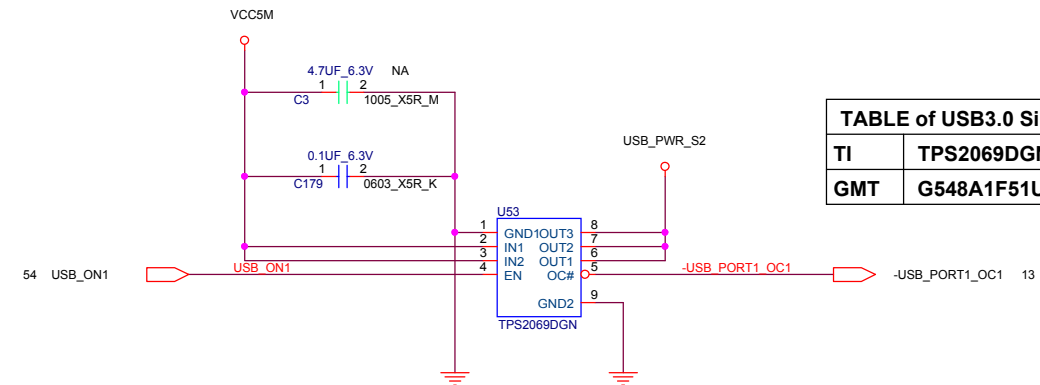 VCC5M
4.7UF_6.3V NA
1 2
C3 1005_X5R_M
0.1UF_6.3V
1 2
C179 0603_X5R_K
USB_PWR_S2
TABLE of USB3.0 Si
TI TPS2069DG
GMT G548A1F51
U53
1 GND1 OUT3 8
2 IN1 OUT2 7
3 IN2 OUT1 6
54 USB_ON1 USB_ON1 4 EN OC# 5 -USB_PORT1_OC1 -USB_PORT1_OC1 13
GND2 9
TPS2069DGN